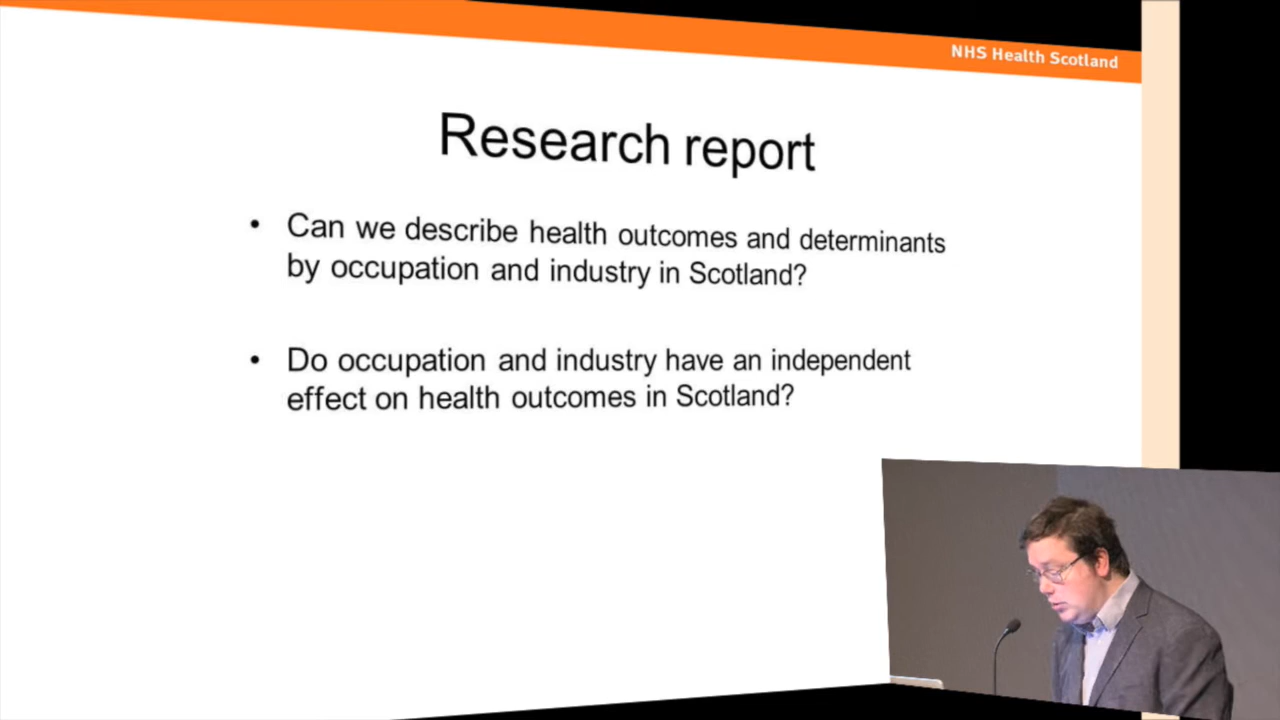 NHS Health Scotland
Research report
• Can we describe health outcomes and determinants
by occupation and industry in Scotland?
• Do occupation and industry have an independent
effect on health outcomes in Scotland?